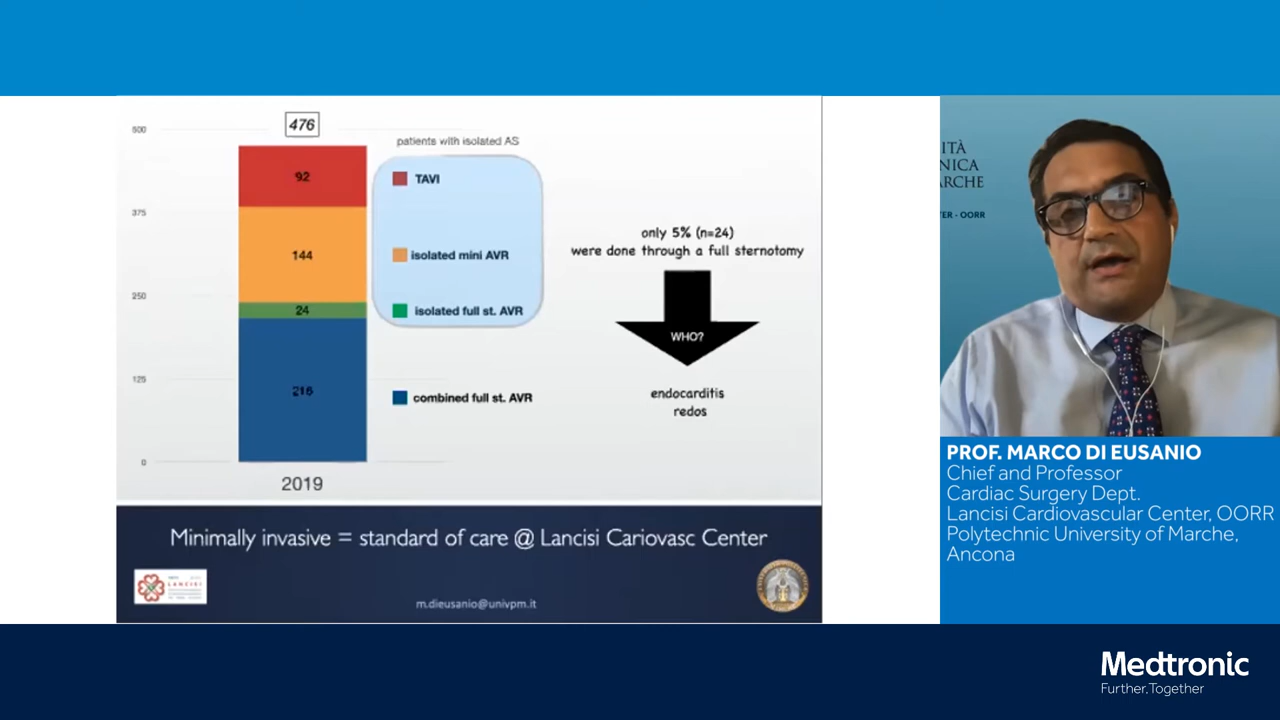 476
500
375
250
125
0
92
144
24
216
2019
patients with isolated AS
TAVI
isolated mini AVR
isolated full st. AVR
combined full st. AVR
only 5% (n=24)
were done through a full sternotomy
WHO?
endocarditis
redos
Minimally invasive = standard of care @ Lancisi Cariovasc Center
LANCISI
m.dieusanio@univpm.it
ITÀ
NICA
ARCHE
ER - OORR
PROF. MARCO DI EUSANIO
Chief and Professor
Cardiac Surgery Dept.
Lancisi Cardiovascular Center, OORR
Polytechnic University of Marche,
Ancona
Medtronic
Further, Together